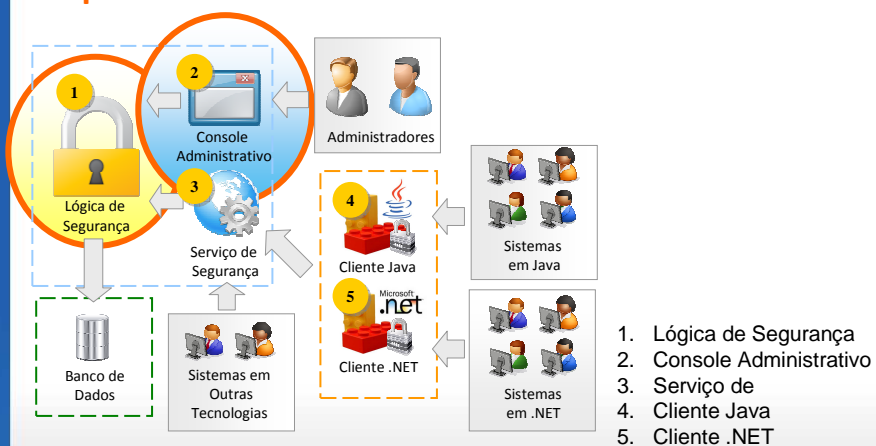 2
1
Console
Administrativo
Administradores
3
Lógica de
Segurança
Serviço de
Segurança
4
Cliente Java
Sistemas
em Java
5
Microsoft
.net
Cliente .NET
Banco de
Dados
Sistemas em
Outras
Tecnologias
Sistemas
em .NET
1. Lógica de Segurança
2. Console Administrativo
3. Serviço de
4. Cliente Java
5. Cliente .NET